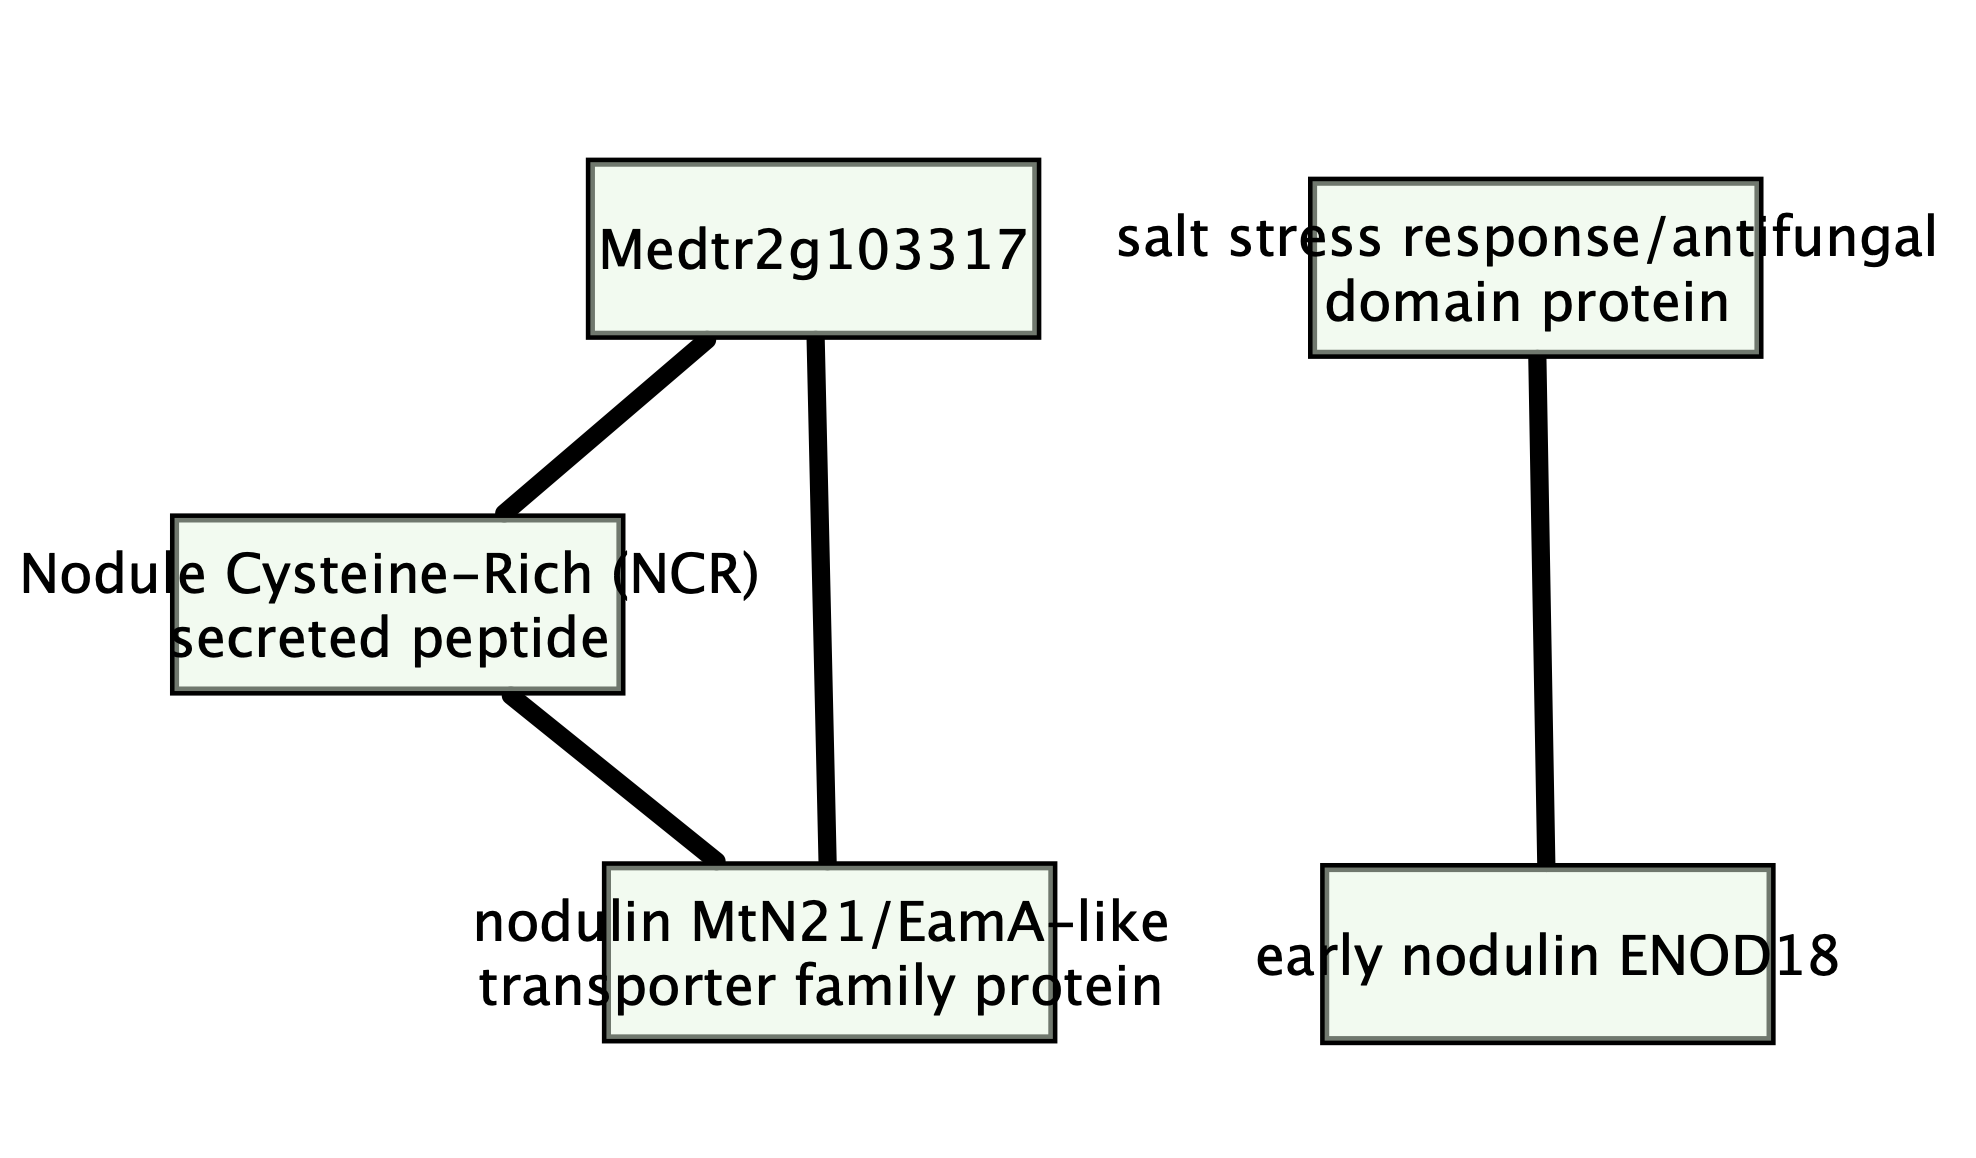 Medtr2g103317
salt stress response/antifungal
domain protein
Nodule Cysteine-Rich (NCR)
secreted peptide
nodulin MtN21/EamA-like
transporter family protein
early nodulin ENOD18